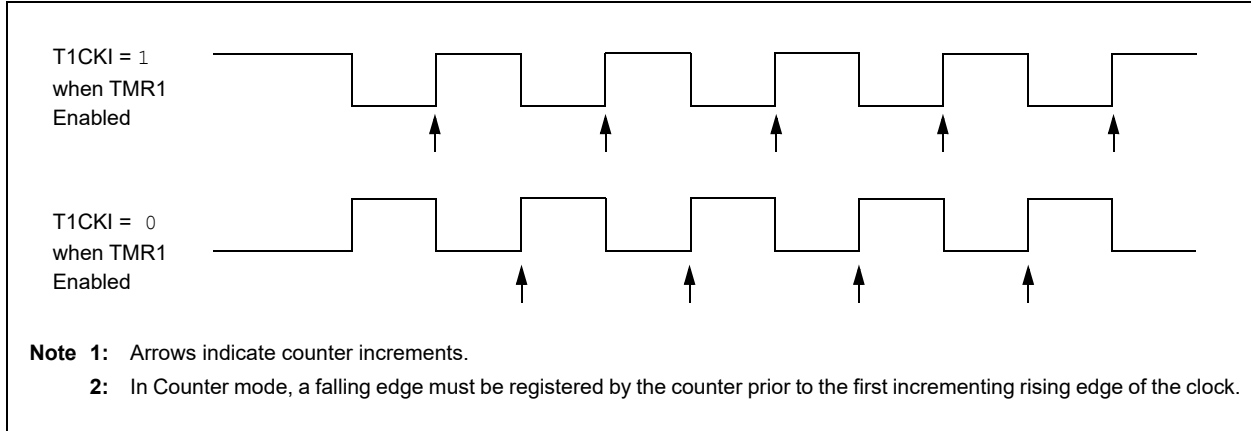 T1CKI = 1
when TMR1
Enabled
T1CKI = 0
when TMR1
Enabled
Note 1: Arrows indicate counter increments.
2: In Counter mode, a falling edge must be registered by the counter prior to the first incrementing rising edge of the clock.